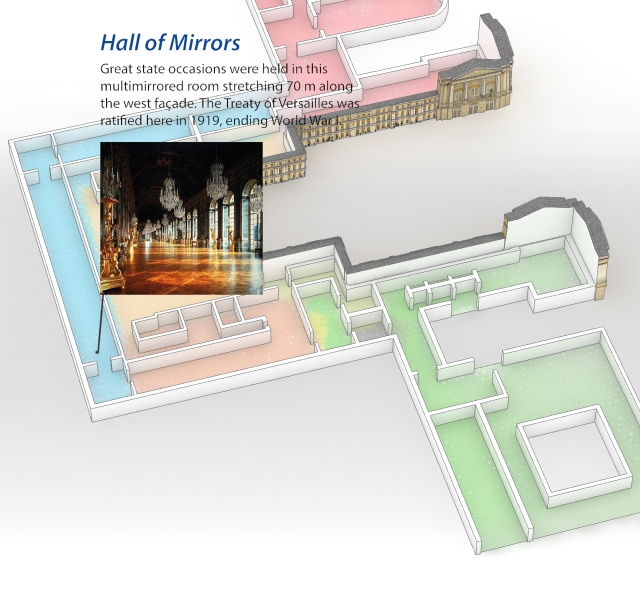 Hall of Mirrors
Great state occasions were held in this
multimirrored room stretching 70 m along
the west façade. The Treaty of Versailles was
ratified here in 1919, ending World War I.